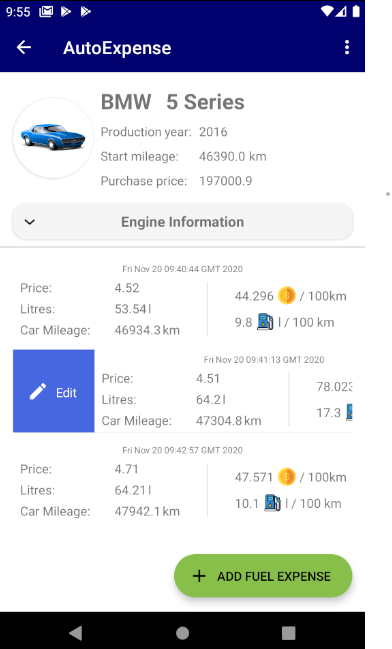 9:55
AutoExpense
BMW 5 Series
Production year: 2016
Start mileage: 46390.0 km
Purchase price: 197000.9
Engine Information
Fri Nov 20 09:40:44 GMT 2020
Price: 4.52
Litres: 53.54 l
Car Mileage: 46934.3 km
44.296 / 100km
9.8 l / 100 km
Edit
Fri Nov 20 09:41:13 GMT 2020
Price: 4.51
Litres: 64.2 l
Car Mileage: 47304.8 km
78.023
17.3
Fri Nov 20 09:42:57 GMT 2020
Price: 4.71
Litres: 64.21 l
Car Mileage: 47942.1 km
47.571 / 100km
10.1 l / 100 km
ADD FUEL EXPENSE